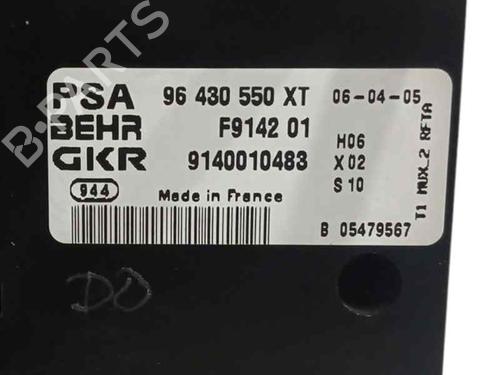 PSA 96 430 550 XT 06-04-05
BEHR F9142 01 H06
GKR 9140010483 X 02
S 10
944 Made in France
B 05479567
T1 MUX_2 RFTA
DO
B-PARTS